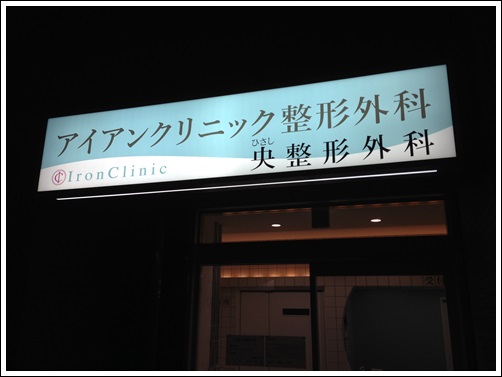 アイアンクリニック整形外科
IronClinic
ひさし
央整形外科